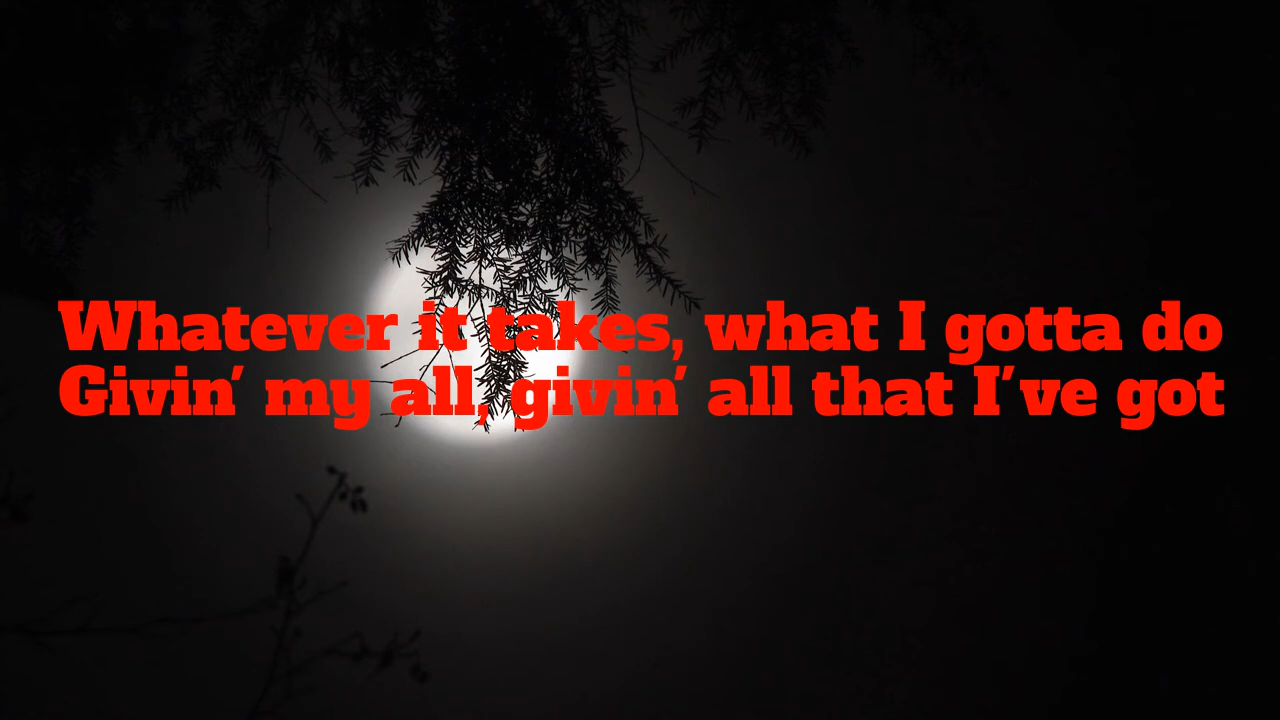 Whatever it takes, what I gotta do
Givin’ my all, givin’ all that I’ve got